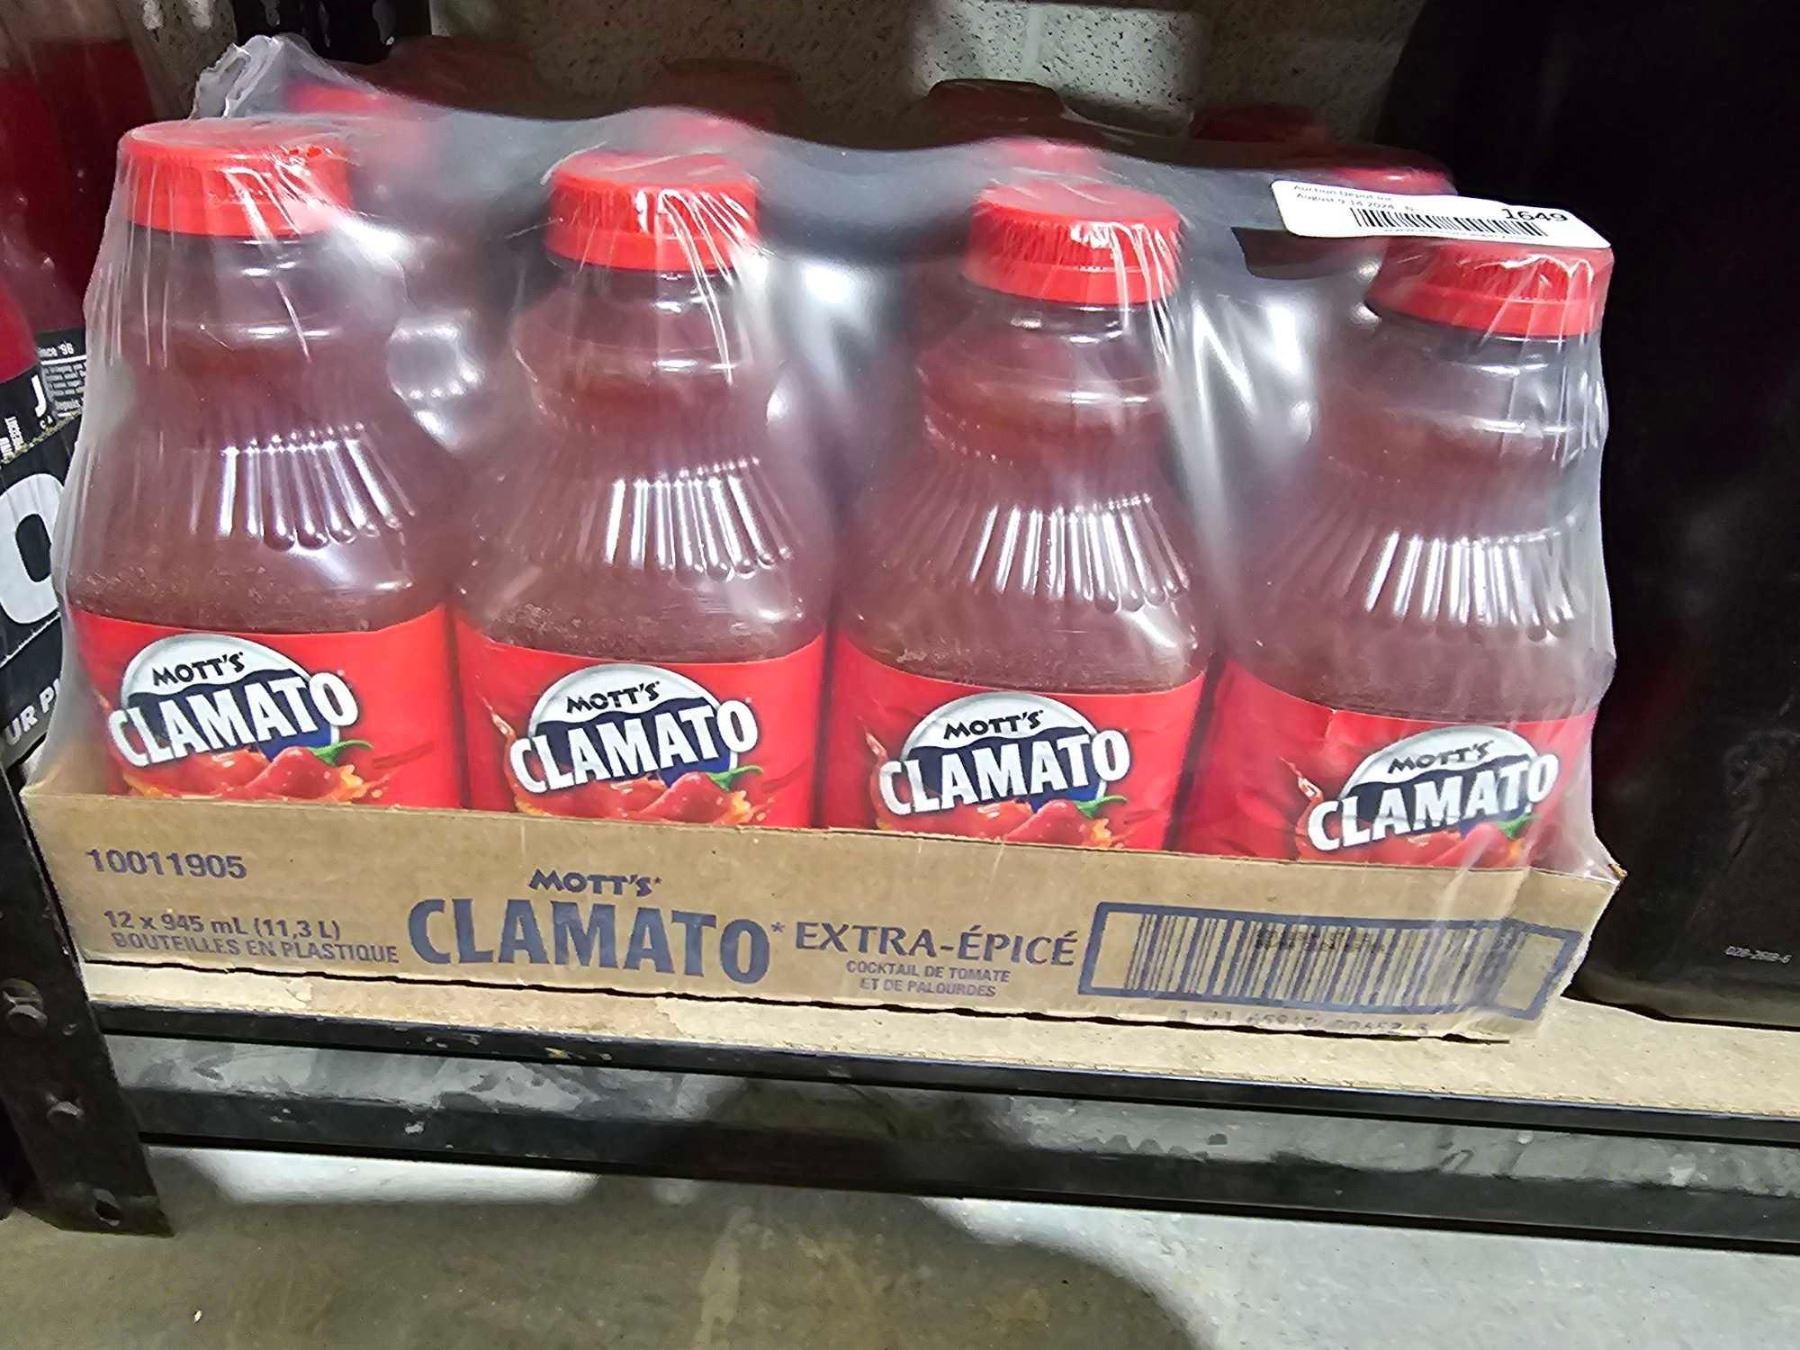 1649
MOTT'S
CLAMATO
MOTT'S
CLAMATO
MOTT'S
CLAMATO
MOTT'S
CLAMATO
10011905
12 x 945 mL (11,3 L)
BOUTEILLES EN PLASTIQUE
MOTT'S*
CLAMATO* EXTRA-ÉPICÉ
COCKTAIL DE TOMATE
ET DE PALOURDES